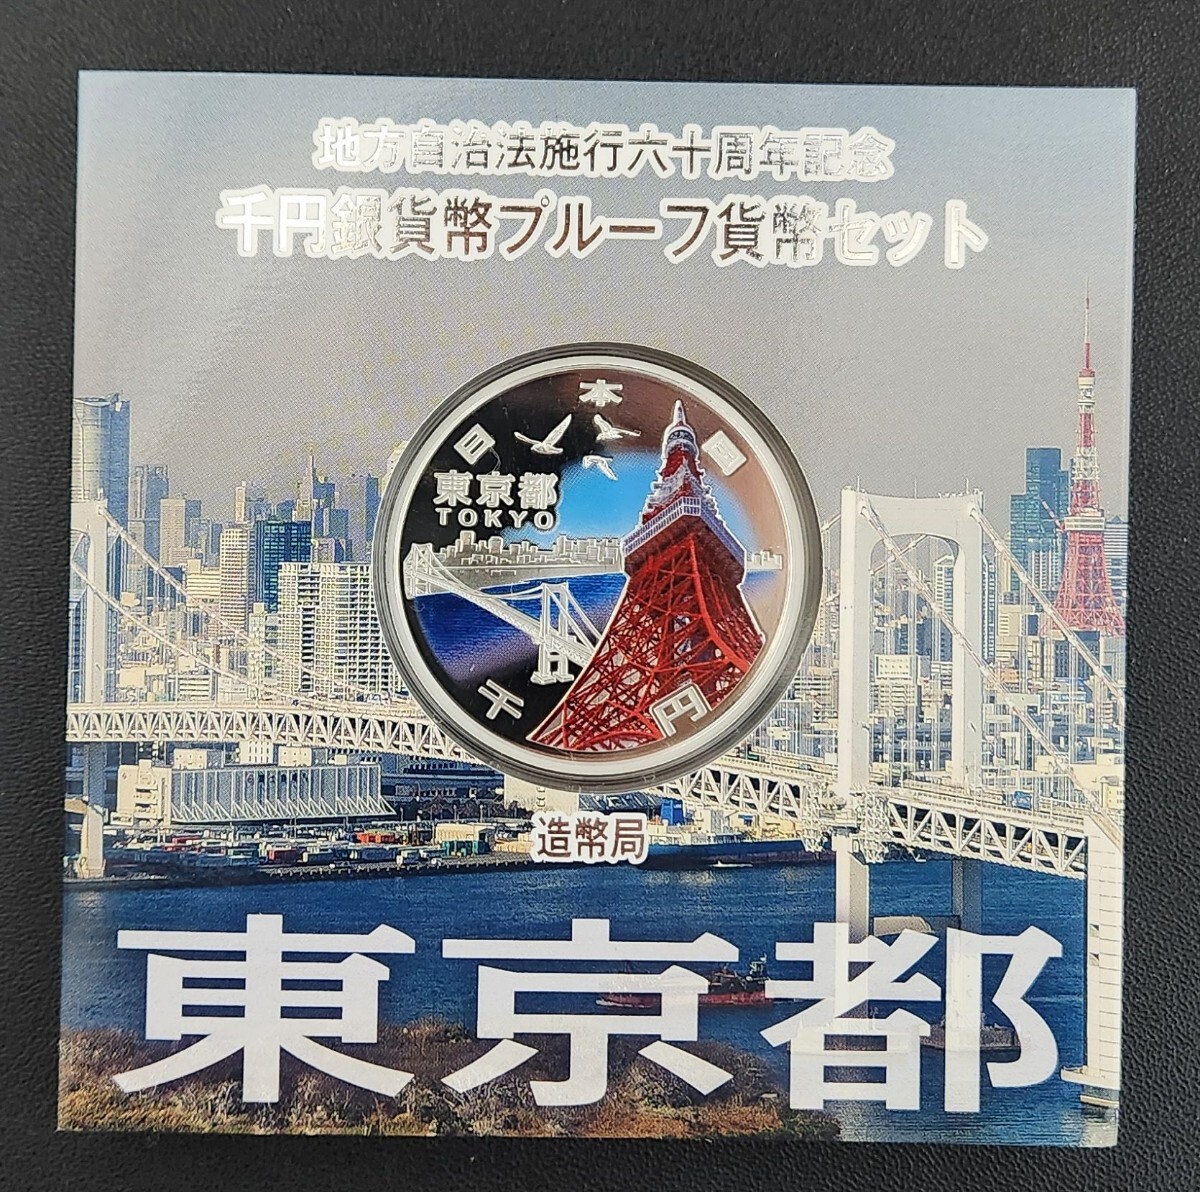 地方自治法施行六十周年記念
千円銀貨幣プルーフ貨幣セット
日本国
東京都
TOKYO
千円
造幣局
東京都